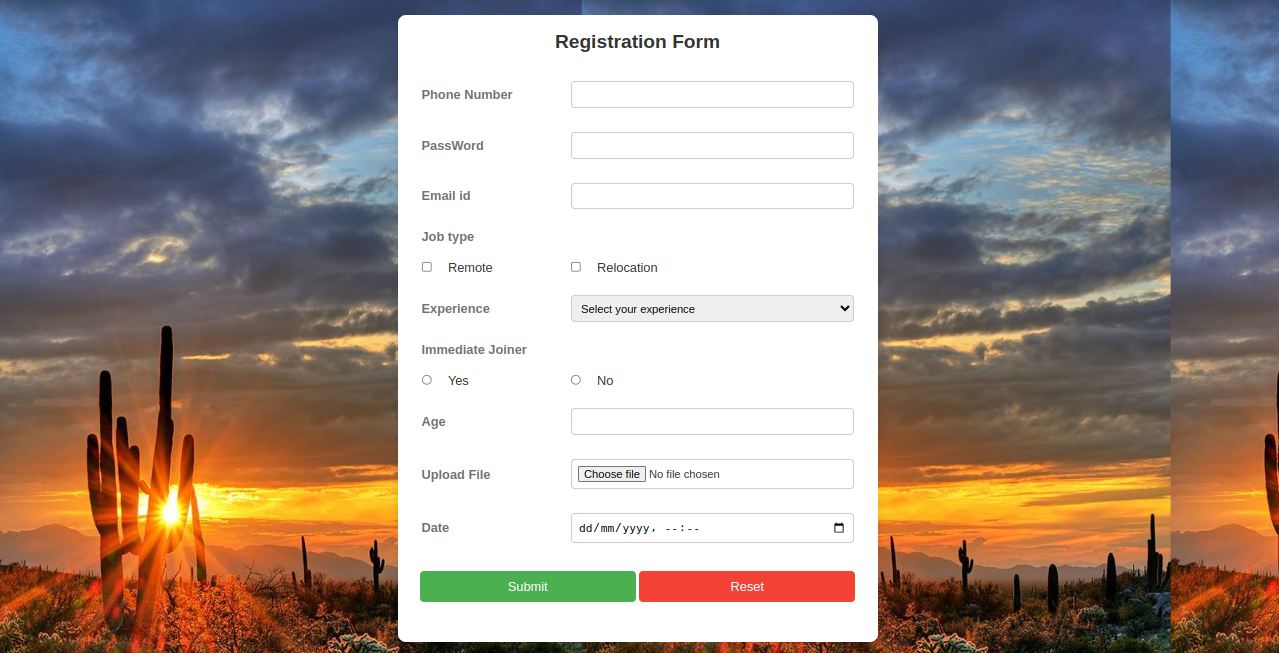 Registration Form
Phone Number
PassWord
Email id
Job type
Remote Relocation
Experience Select your experience
Immediate Joiner
Yes No
Age
Upload File Choose file No file chosen
Date dd/mm/yyyy, --:--
Submit Reset